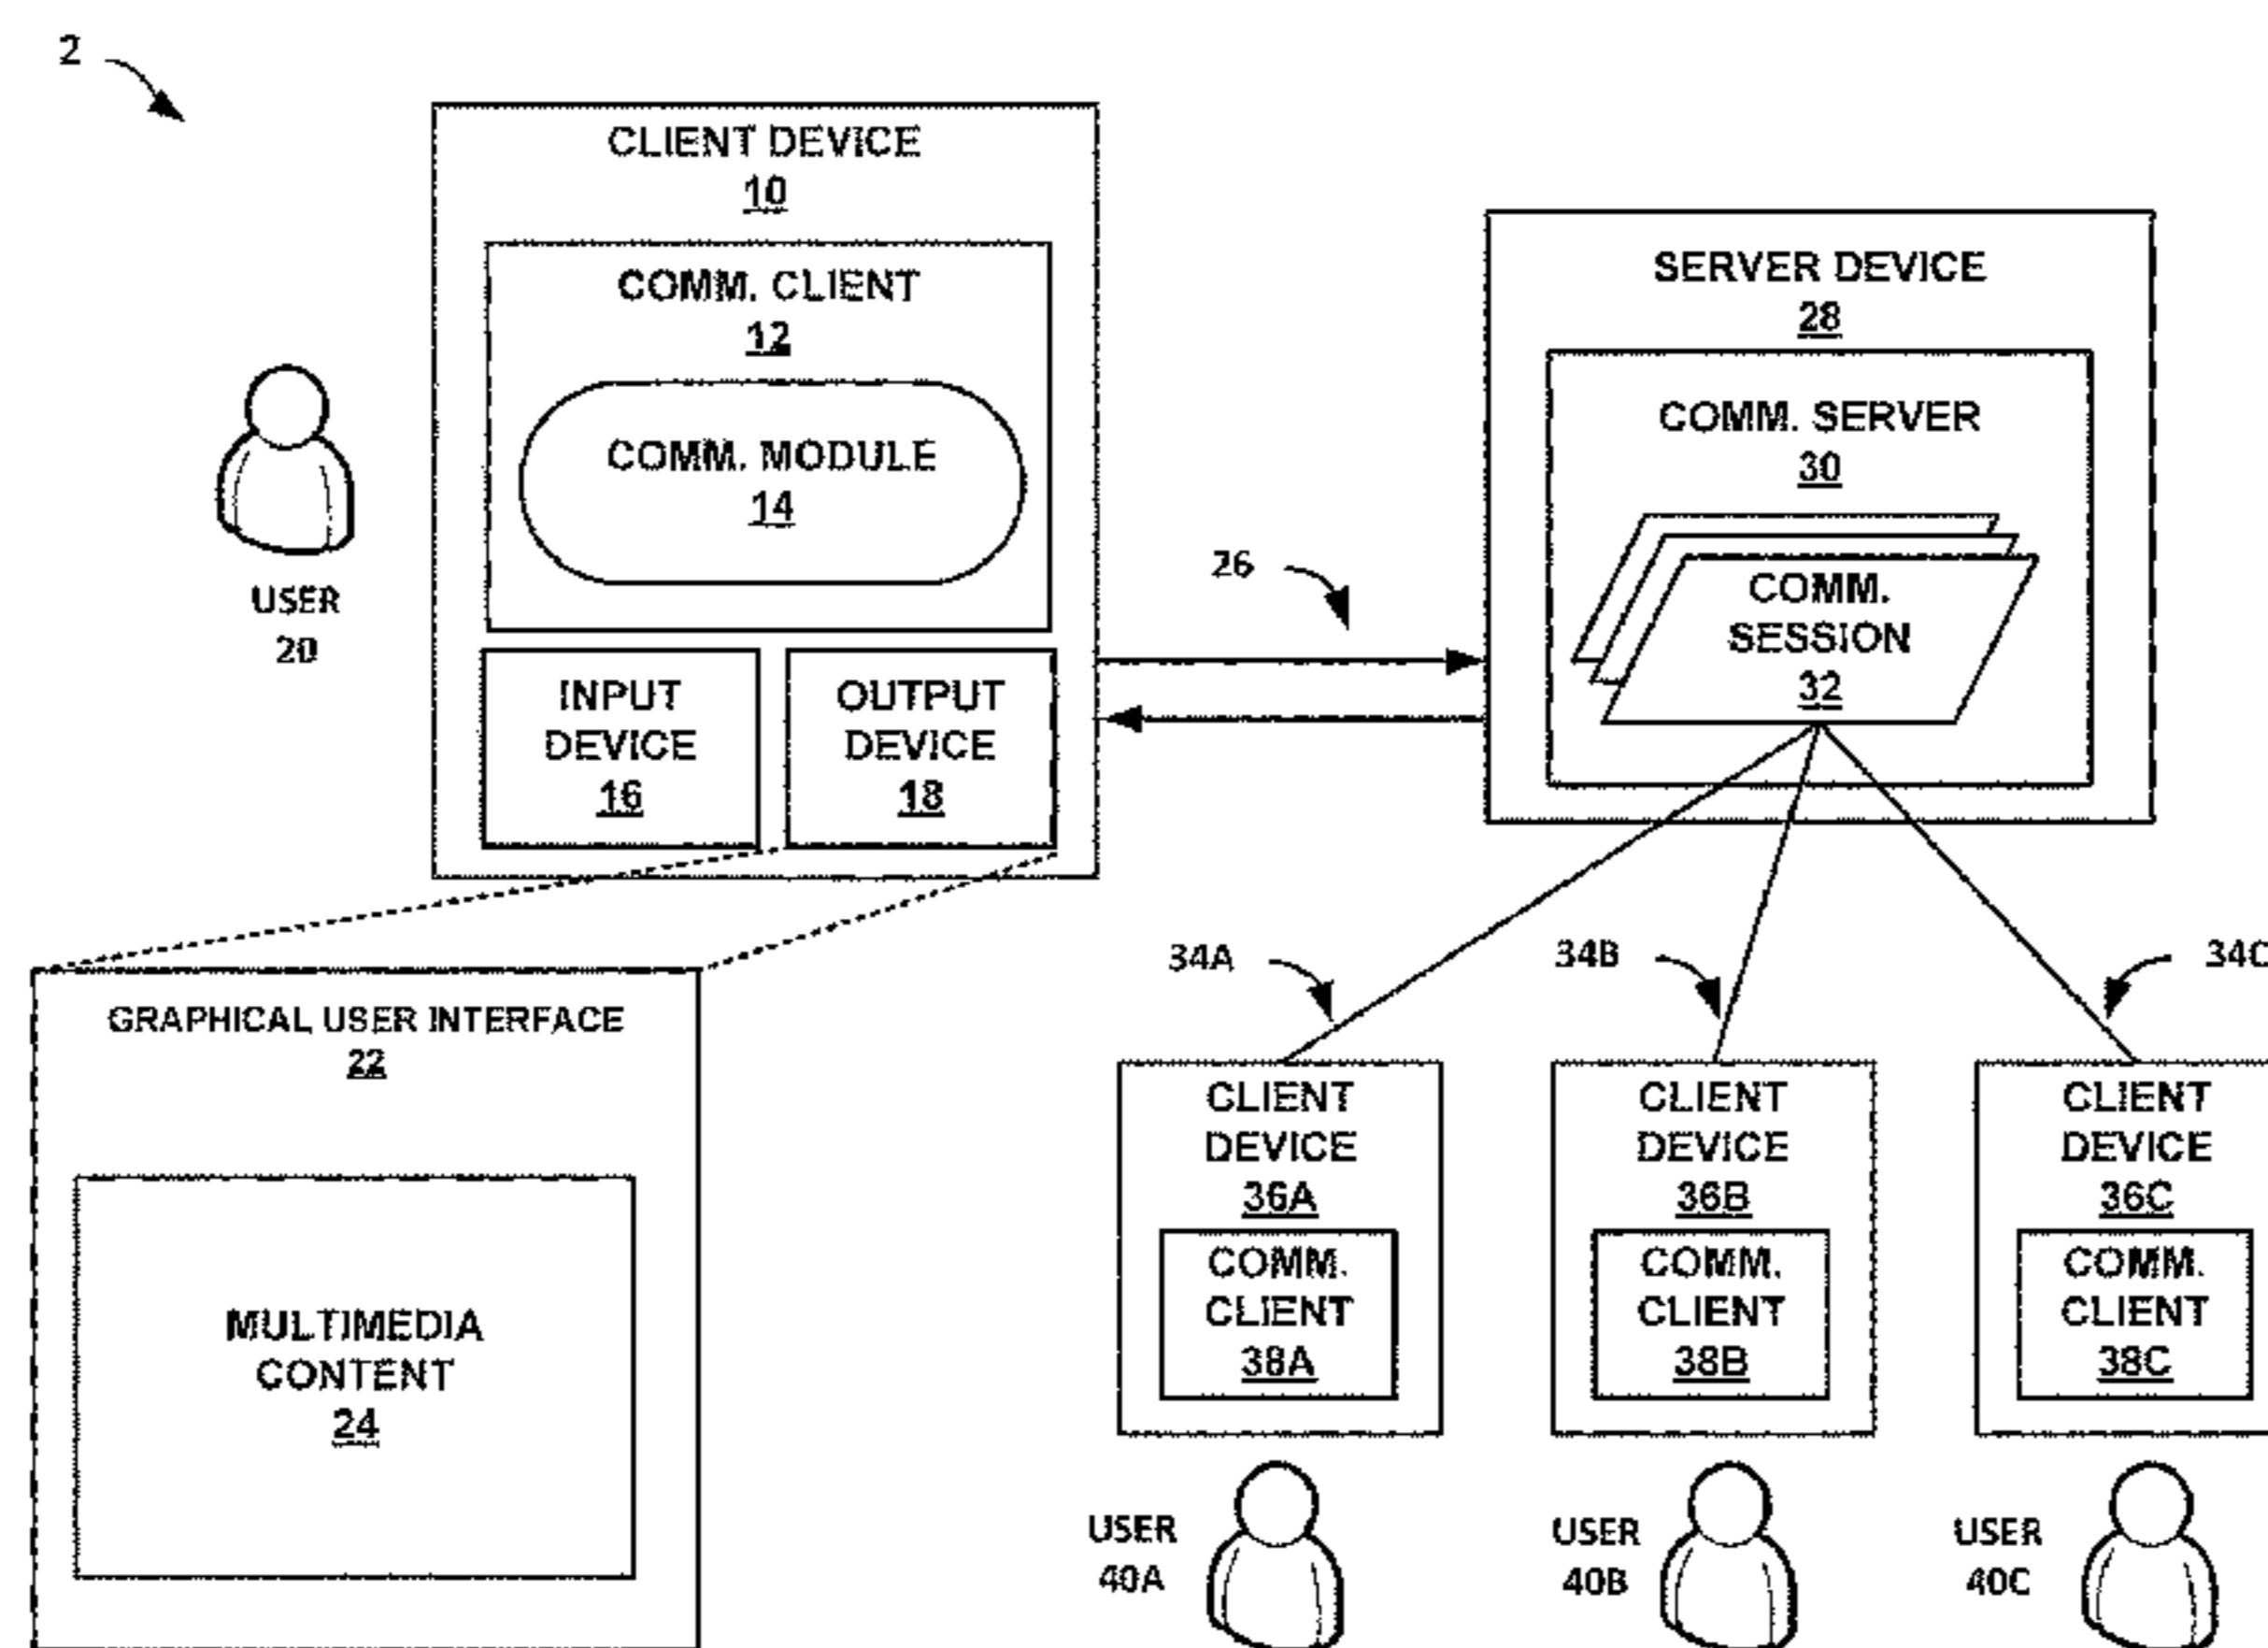 2
CLIENT DEVICE
10
COMM. CLIENT
12
COMM. MODULE
14
USER
20
INPUT
DEVICE
16
OUTPUT
DEVICE
18
26
SERVER DEVICE
28
COMM. SERVER
30
COMM.
SESSION
32
GRAPHICAL USER INTERFACE
22
MULTIMEDIA
CONTENT
24
34A
34B
34C
CLIENT
DEVICE
36A
COMM.
CLIENT
38A
CLIENT
DEVICE
36B
COMM.
CLIENT
38B
CLIENT
DEVICE
36C
COMM.
CLIENT
38C
USER
40A
USER
40B
USER
40C